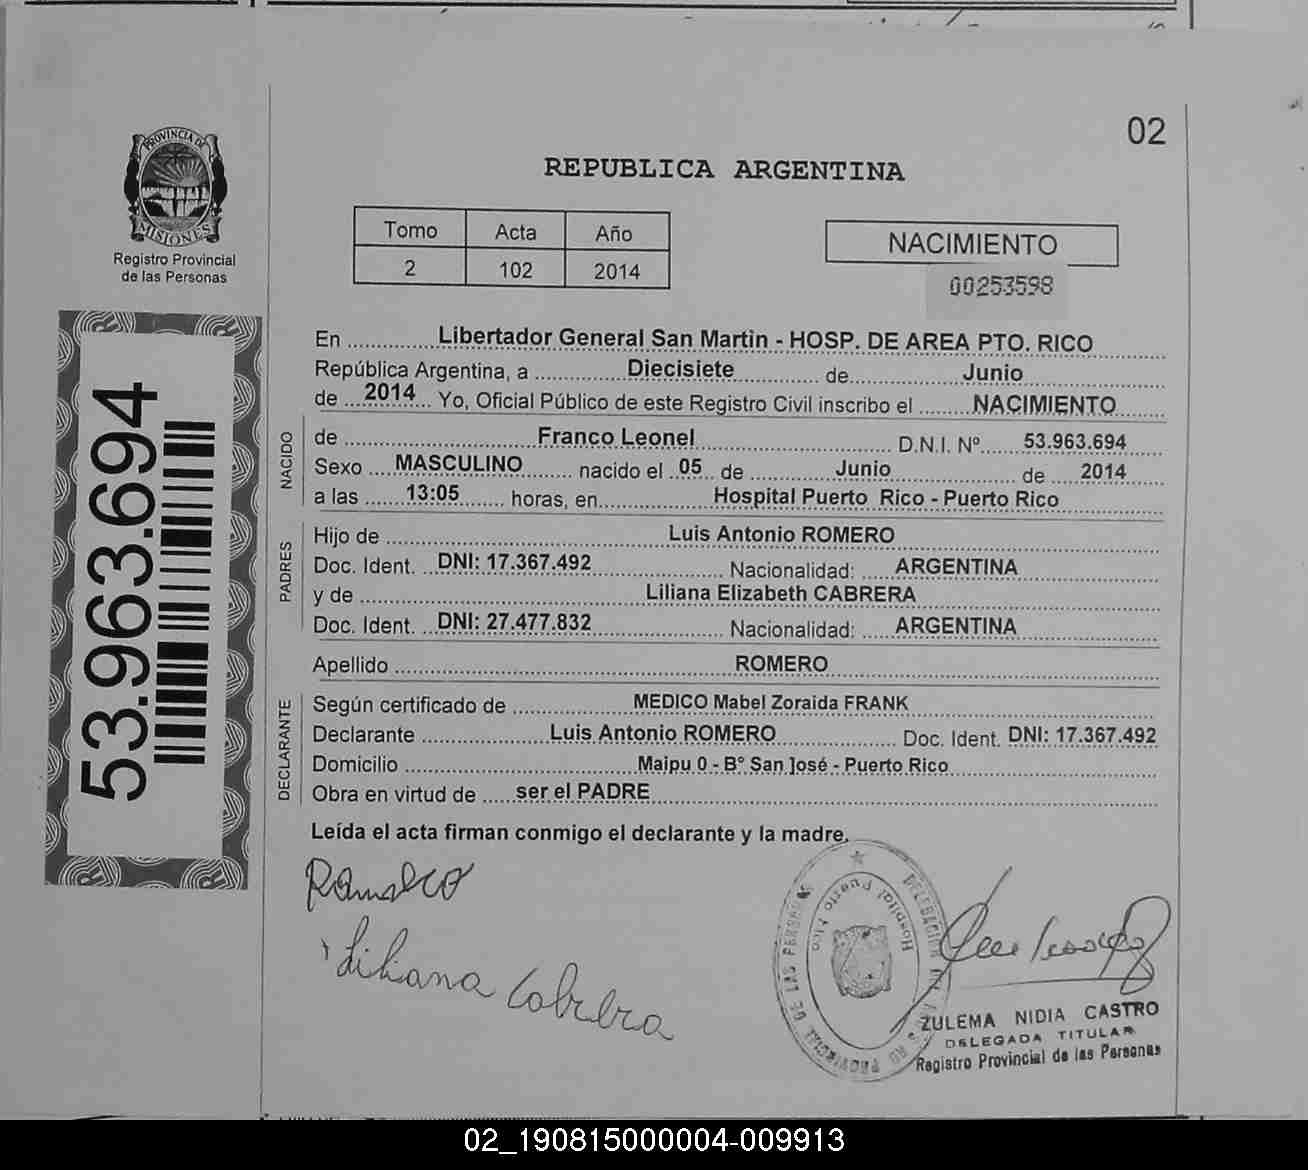 02
PROVINCIA DE
MISIONES
Registro Provincial
de las Personas
REPUBLICA ARGENTINA
Tomo Acta Año
2 102 2014
NACIMIENTO
00253598
53.963.694
En Libertador General San Martin - HOSP. DE AREA PTO. RICO
República Argentina, a Diecisiete de Junio
de 2014 Yo, Oficial Público de este Registro Civil inscribo el NACIMIENTO
NACIDO
de Franco Leonel D.N.I. Nº 53.963.694
Sexo MASCULINO nacido el 05 de Junio de 2014
a las 13:05 horas, en Hospital Puerto Rico - Puerto Rico
PADRES
Hijo de Luis Antonio ROMERO
Doc. Ident. DNI: 17.367.492 Nacionalidad: ARGENTINA
y de Liliana Elizabeth CABRERA
Doc. Ident. DNI: 27.477.832 Nacionalidad: ARGENTINA
Apellido ROMERO
DECLARANTE
Según certificado de MEDICO Mabel Zoraida FRANK
Declarante Luis Antonio ROMERO Doc. Ident. DNI: 17.367.492
Domicilio Maipu 0 - Bº San José - Puerto Rico
Obra en virtud de ser el PADRE
Leída el acta firman conmigo el declarante y la madre.
Liliana Cabrera
Hospital Puerto Rico
ZULEMA NIDIA CASTRO
DELEGADA TITULAR
Registro Provincial de las Personas
02_190815000004-009913